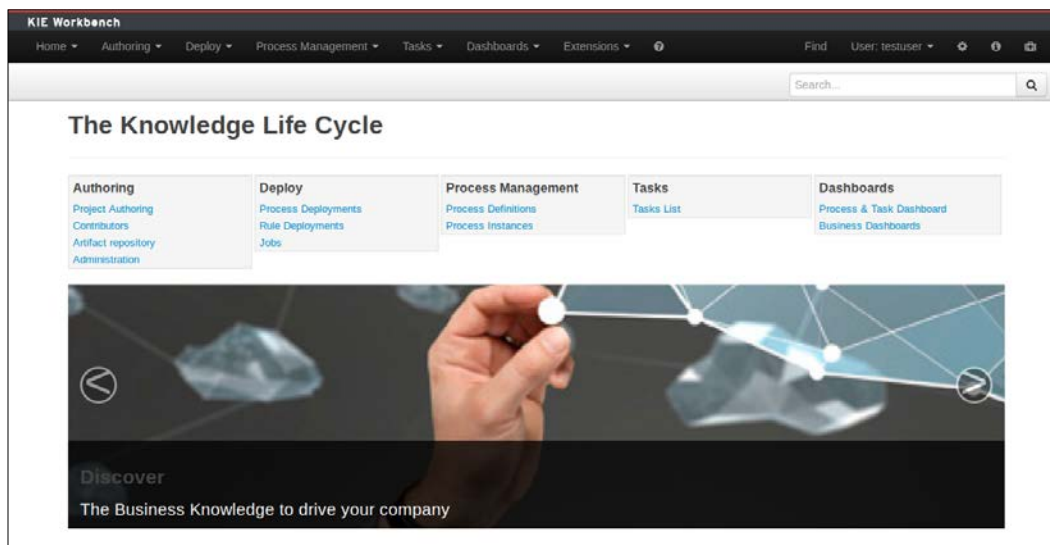 KIE Workbench
Home Authoring Deploy Process Management Tasks Dashboards Extensions Find User: testuser
Search...
The Knowledge Life Cycle
Authoring Deploy Process Management Tasks Dashboards
Project Authoring Process Deployments Process Definitions Tasks List Process & Task Dashboard
Contributors Rule Deployments Process Instances Business Dashboards
Artifact repository Jobs
Administration
Discover
The Business Knowledge to drive your company